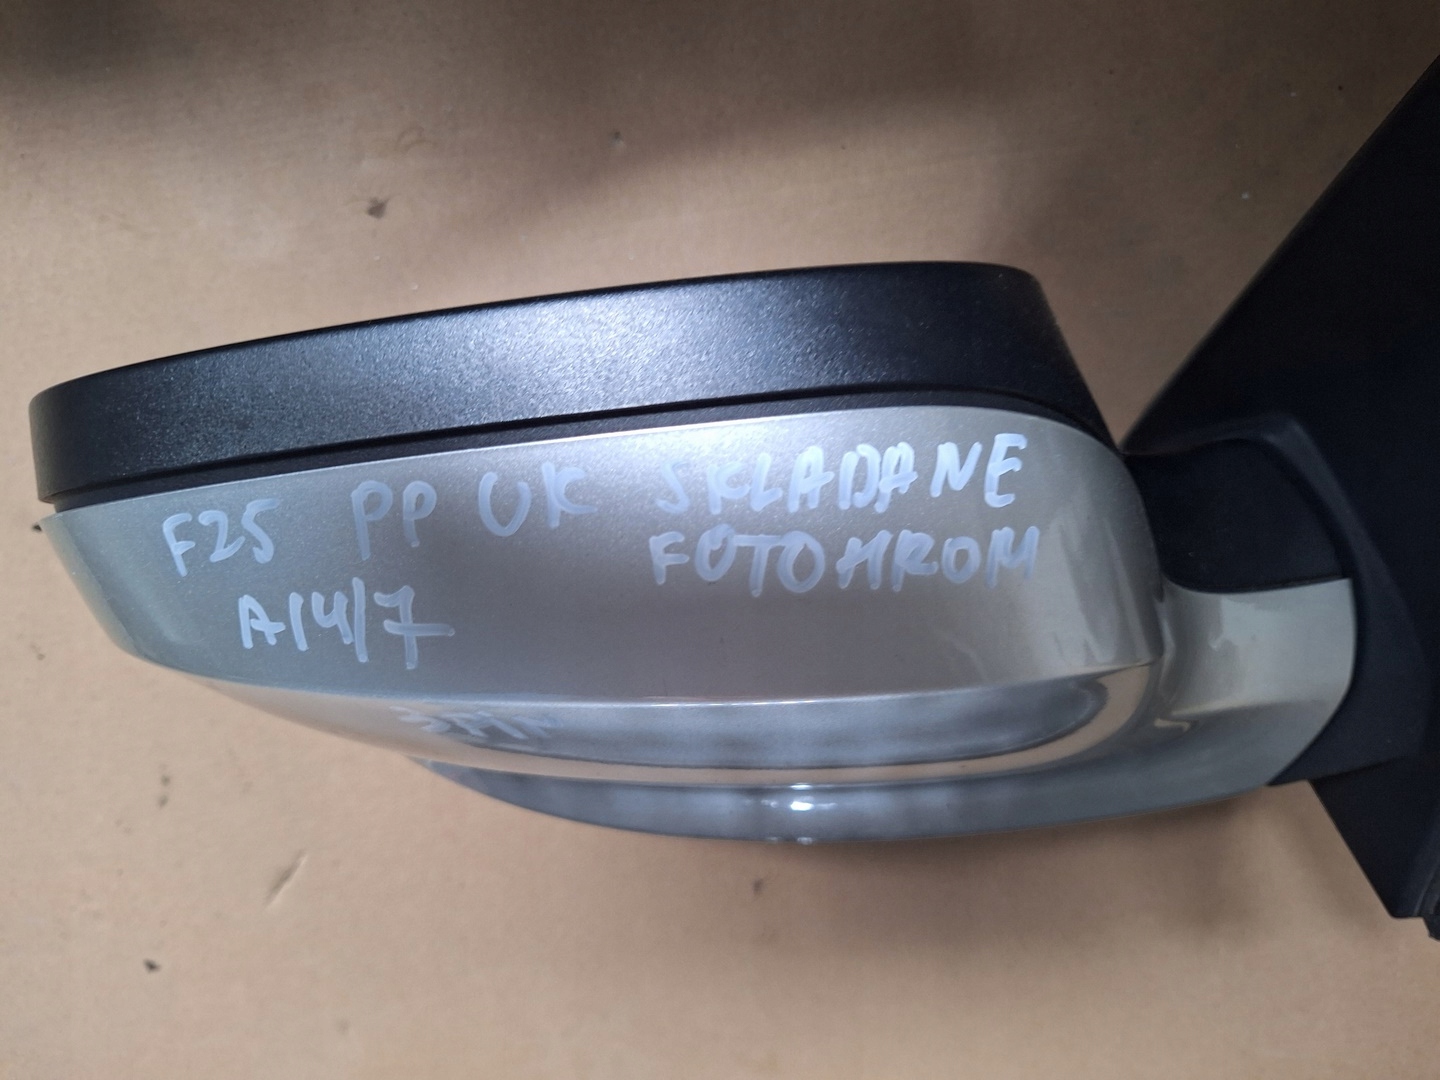 F25 PP UK SKLADANE
FOTOHROM
A14/7